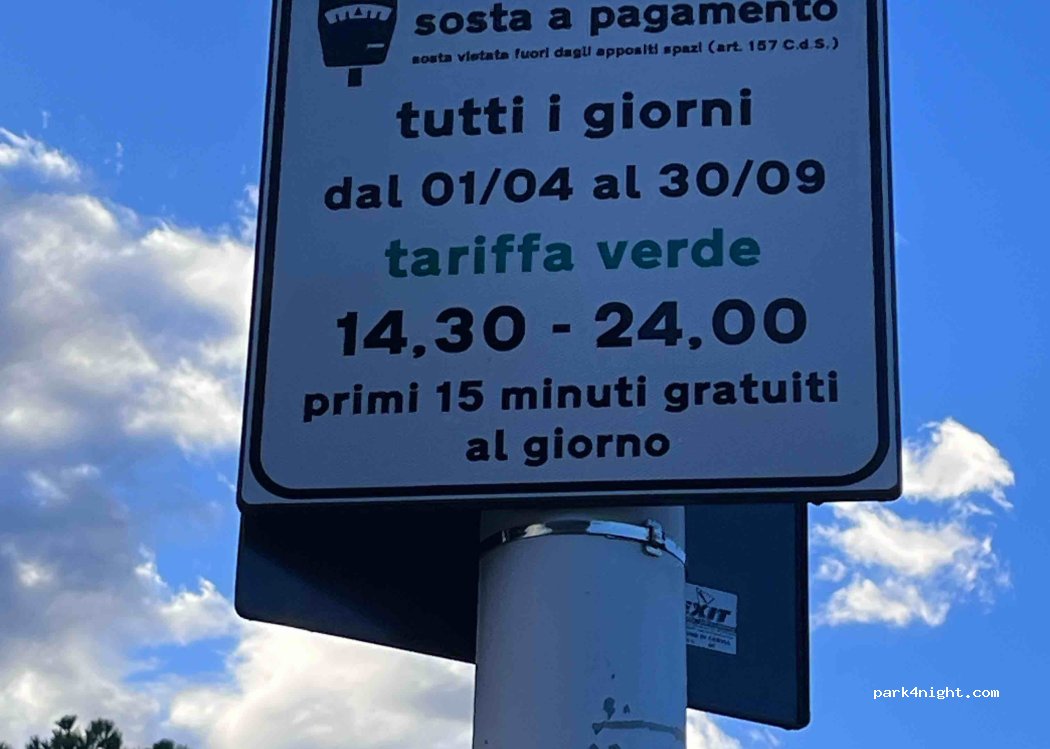 sosta a pagamento
sosta vietata fuori dagli appositi spazi (art. 157 C.d.S.)
tutti i giorni
dal 01/04 al 30/09
tariffa verde
14,30 - 24,00
primi 15 minuti gratuiti
al giorno
EXIT
park4night.com